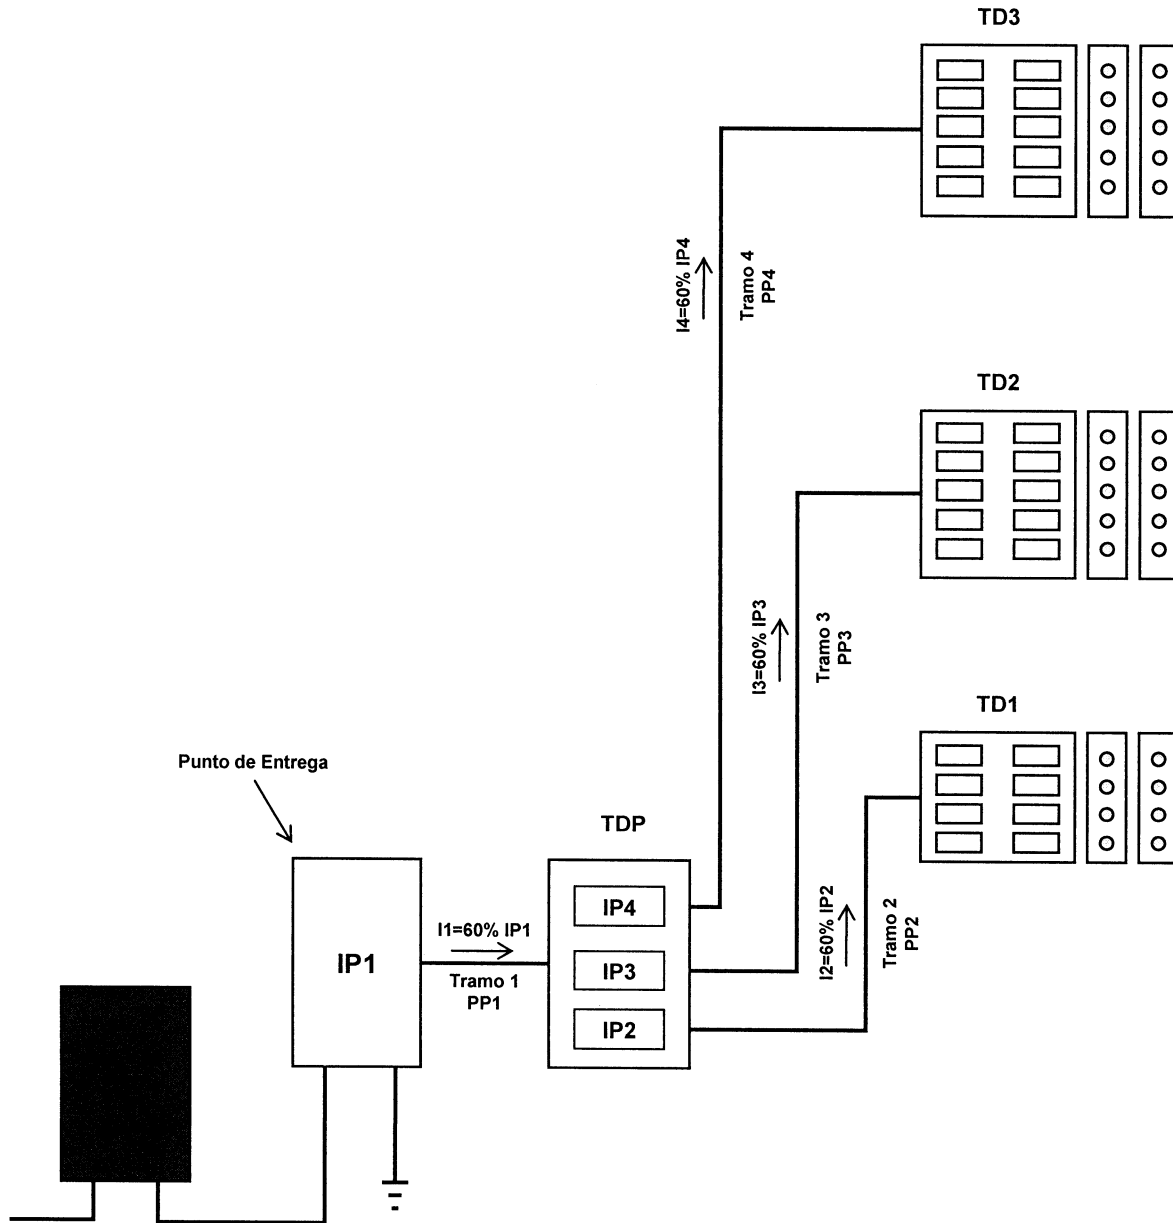 TD3
I4=60% IP4
Tramo 4
PP4
TD2
I3=60% IP3
Tramo 3
PP3
TD1
Punto de Entrega
TDP
I2=60% IP2
Tramo 2
PP2
IP4
I1=60% IP1
IP1
IP3
Tramo 1
PP1
IP2